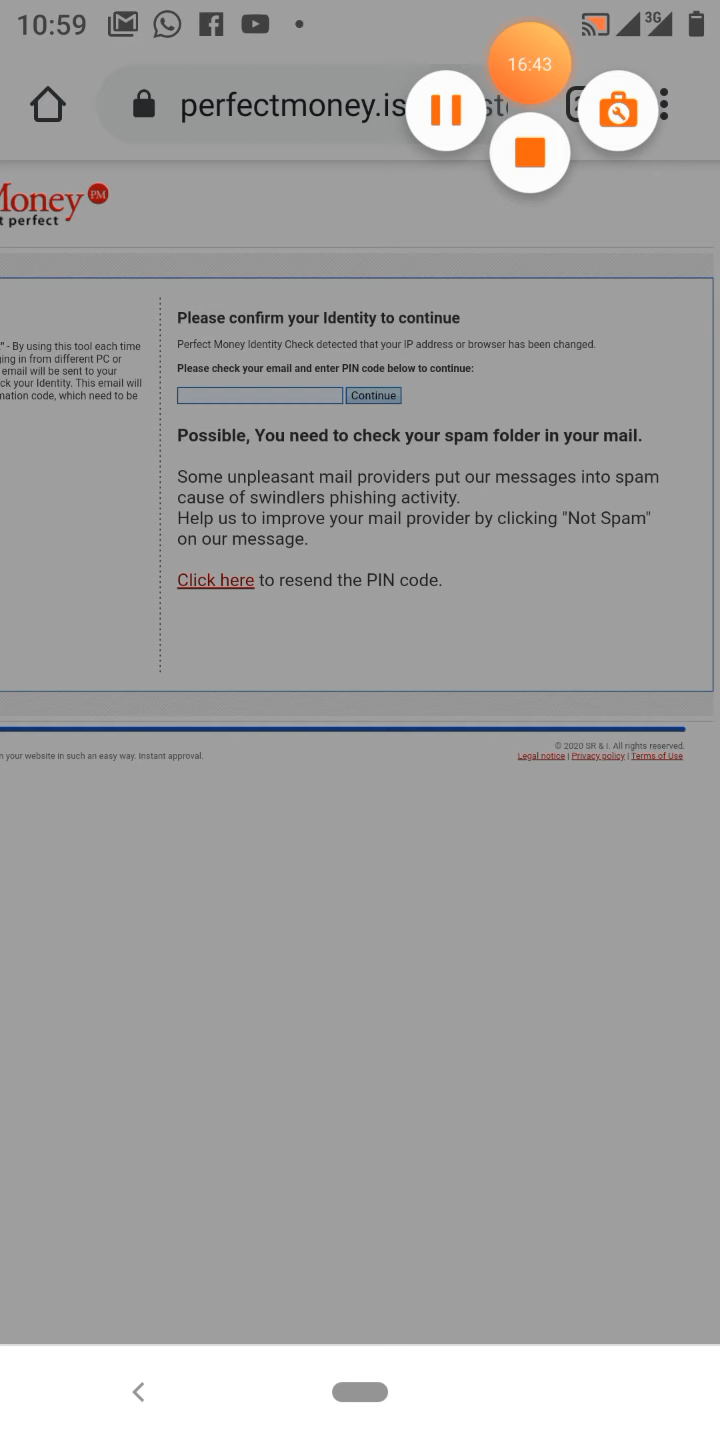 10:59
3G
16:43
perfectmoney.is
Money PM
t perfect
Please confirm your Identity to continue
" - By using this tool each time
ging in from different PC or
email will be sent to your
ck your Identity. This email will
mation code, which need to be
Perfect Money Identity Check detected that your IP address or browser has been changed.
Please check your email and enter PIN code below to continue:
Continue
Possible, You need to check your spam folder in your mail.
Some unpleasant mail providers put our messages into spam
cause of swindlers phishing activity.
Help us to improve your mail provider by clicking "Not Spam"
on our message.
Click here to resend the PIN code.
n your website in such an easy way. Instant approval.
© 2020 SR & I. All rights reserved.
Legal notice | Privacy policy | Terms of Use